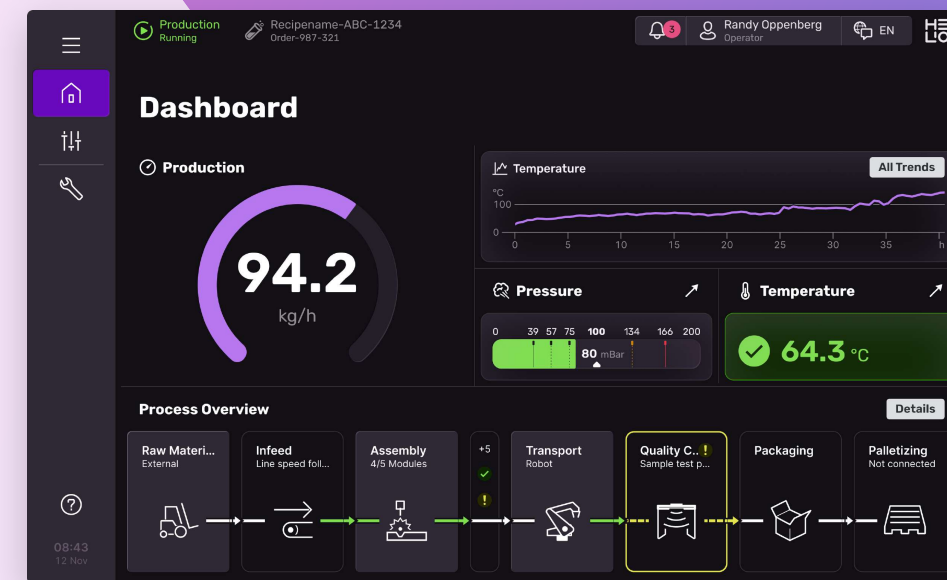 Production
Running
Recipename-ABC-1234
Order-987-321
3
Randy Oppenberg
Operator
EN
Dashboard
Production
94.2
kg/h
Temperature
All Trends
°C
100
0
0 5 10 15 20 25 30 35 h
Pressure
0 39 57 75 100 134 166 200
80 mBar
Temperature
64.3 °C
Process Overview
Details
Raw Materi...
External
Infeed
Line speed foll...
Assembly
4/5 Modules
+5
!
Transport
Robot
Quality C.. !
Sample test p...
Packaging
Palletizing
Not connected
?
08:43
12 Nov